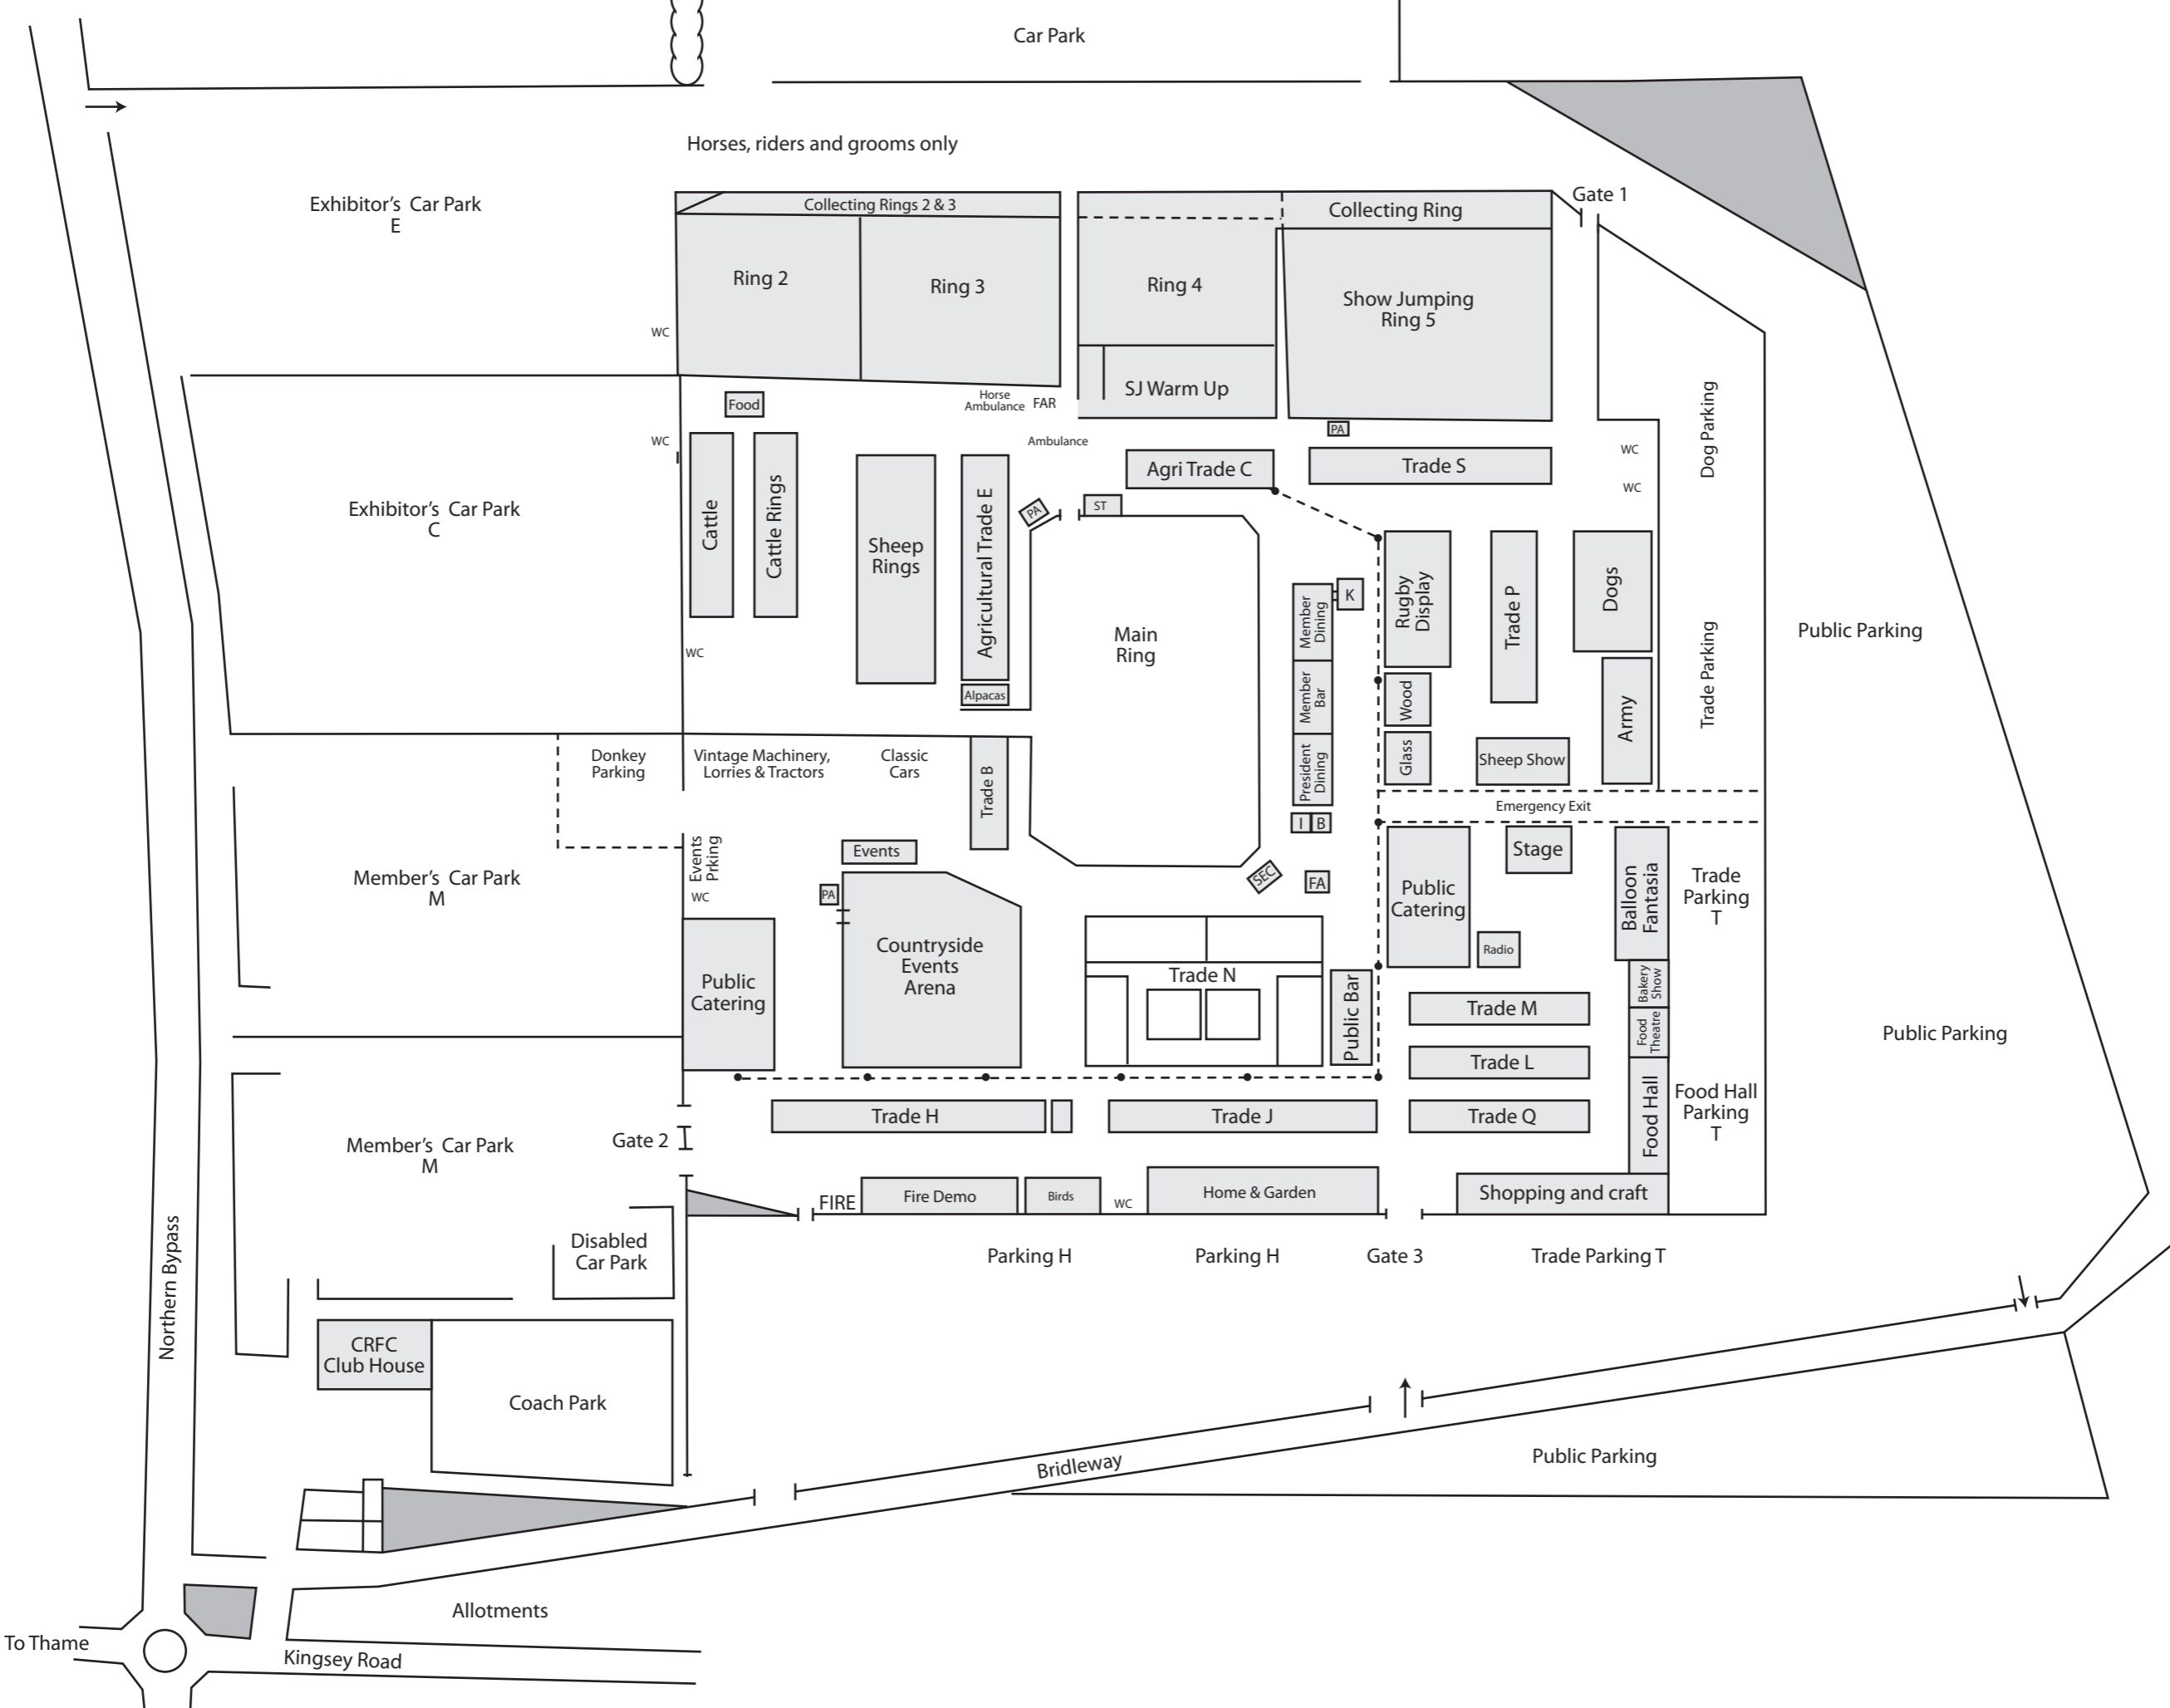 Car Park
Horses, riders and grooms only
Gate 1
Exhibitor's Car Park
E
Collecting Rings 2 & 3
Collecting Ring
Ring 2
Ring 3
Ring 4
Show Jumping
Ring 5
WC
SJ Warm Up
Food
Horse
Ambulance
FAR
Dog Parking
WC
Ambulance
PA
WC
Agri Trade C
Trade S
WC
Exhibitor's Car Park
C
Cattle
Cattle Rings
Sheep
Rings
Agricultural Trade E
PA
ST
Main
Ring
Member
Dining
K
Rugby
Display
Trade P
Dogs
Public Parking
WC
Alpacas
Member
Bar
Wood
Army
Trade Parking
Donkey
Parking
Vintage Machinery,
Lorries & Tractors
Classic
Cars
Trade B
President
Dining
Glass
Sheep Show
Emergency Exit
I
B
Events
Prking
Events
Stage
Member's Car Park
M
WC
PA
SEC
FA
Public
Catering
Balloon
Fantasia
Trade
Parking
T
Public
Catering
Countryside
Events
Arena
Trade N
Public Bar
Radio
Bakery
Show
Trade M
Food
Theatre
Public Parking
Trade L
Member's Car Park
M
Gate 2
Trade H
Trade J
Trade Q
Food Hall
Food Hall
Parking
T
FIRE
Fire Demo
Birds
WC
Home & Garden
Shopping and craft
Disabled
Car Park
Parking H
Parking H
Gate 3
Trade Parking T
Northern Bypass
CRFC
Club House
Coach Park
Bridleway
Public Parking
Allotments
To Thame
Kingsey Road